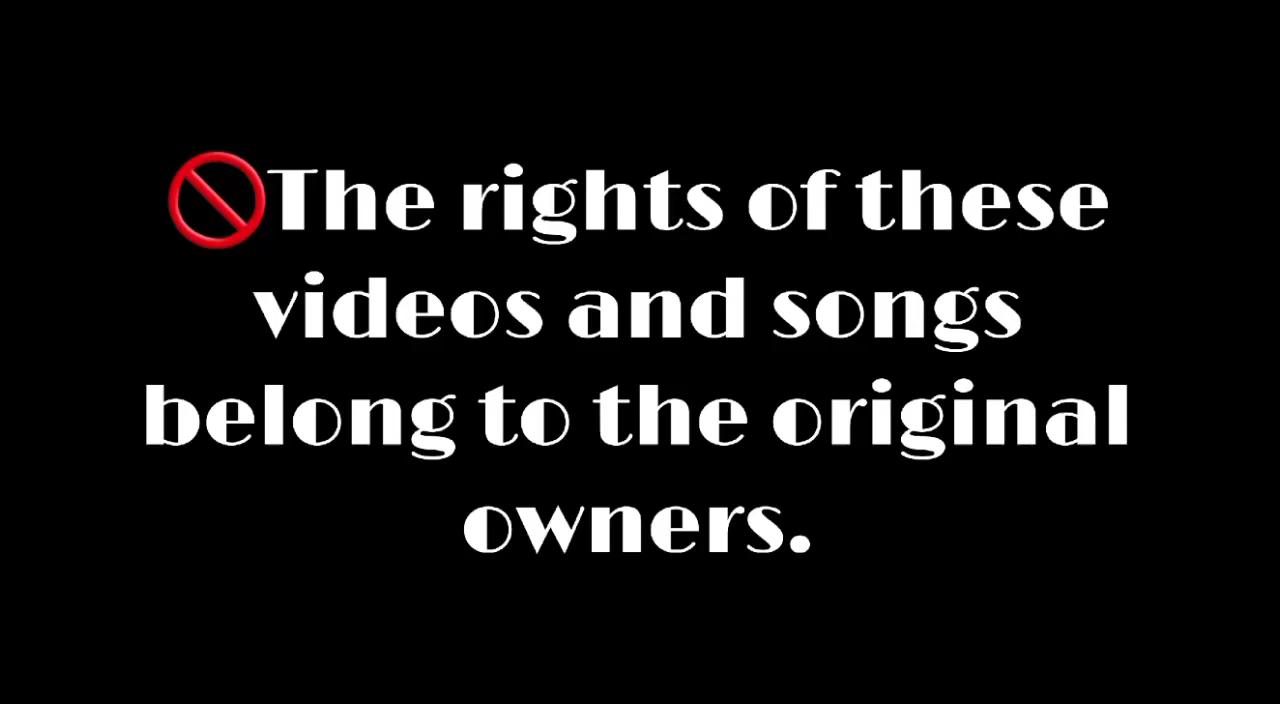 🚫The rights of these
videos and songs
belong to the original
owners.